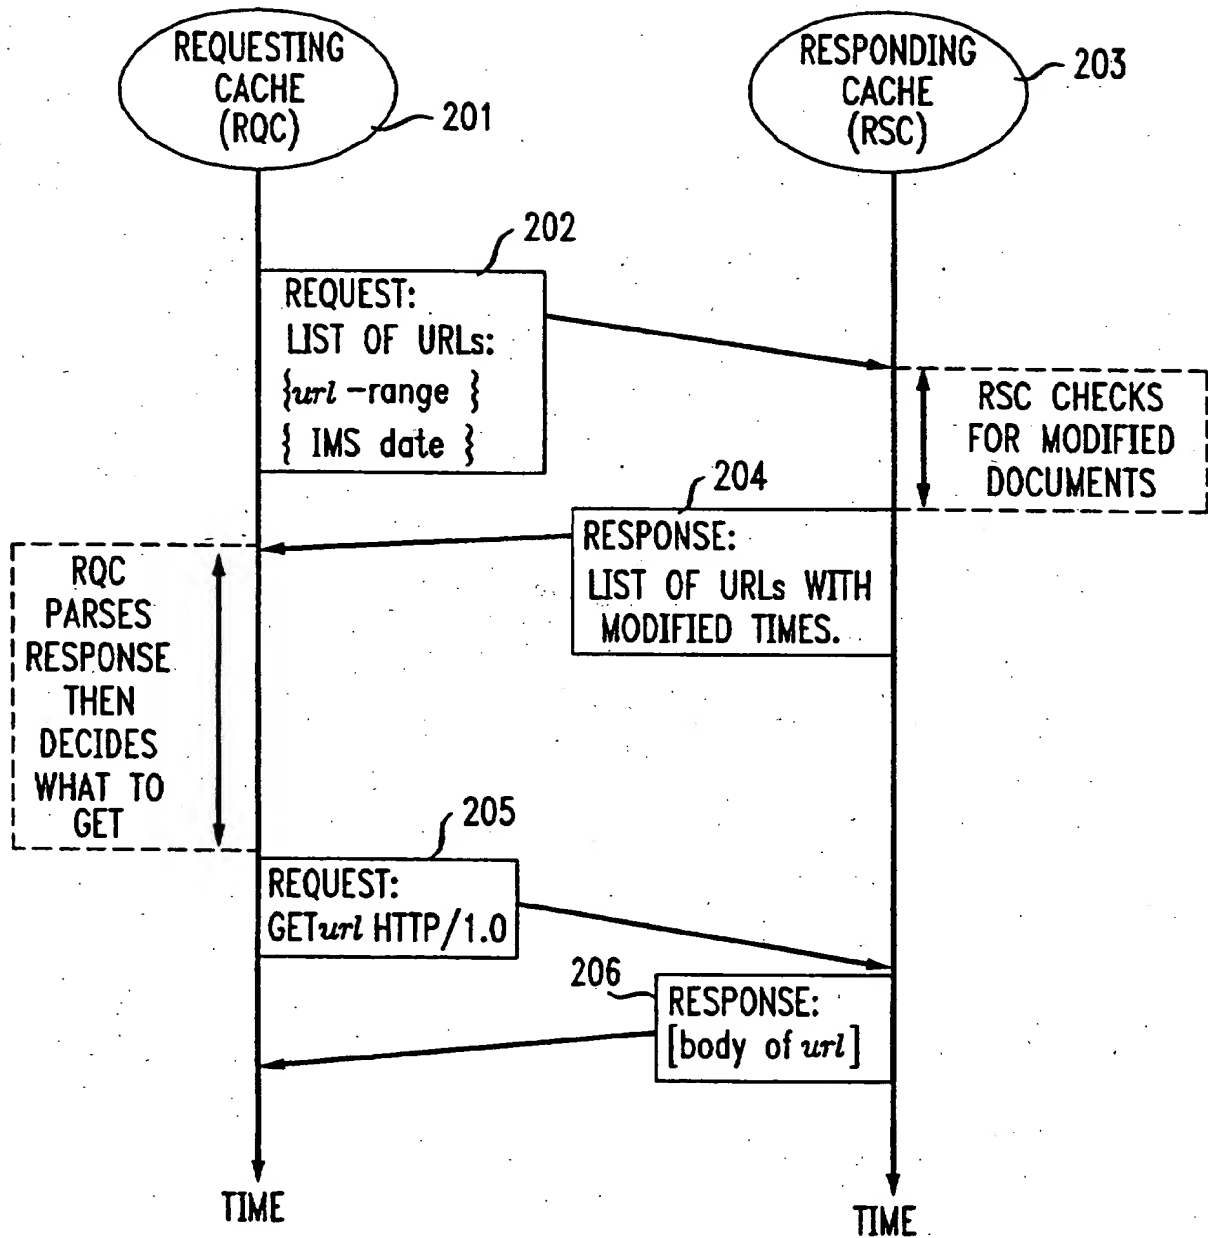 REQUESTING
CACHE
(RQC)
201
RESPONDING
CACHE
(RSC)
203
202
REQUEST:
LIST OF URLs:
{url-range }
{ IMS date }
RSC CHECKS
FOR MODIFIED
DOCUMENTS
204
RESPONSE:
LIST OF URLs WITH
MODIFIED TIMES.
RQC
PARSES
RESPONSE
THEN
DECIDES
WHAT TO
GET
205
REQUEST:
GETurl HTTP/1.0
206
RESPONSE:
[body of url]
TIME
TIME